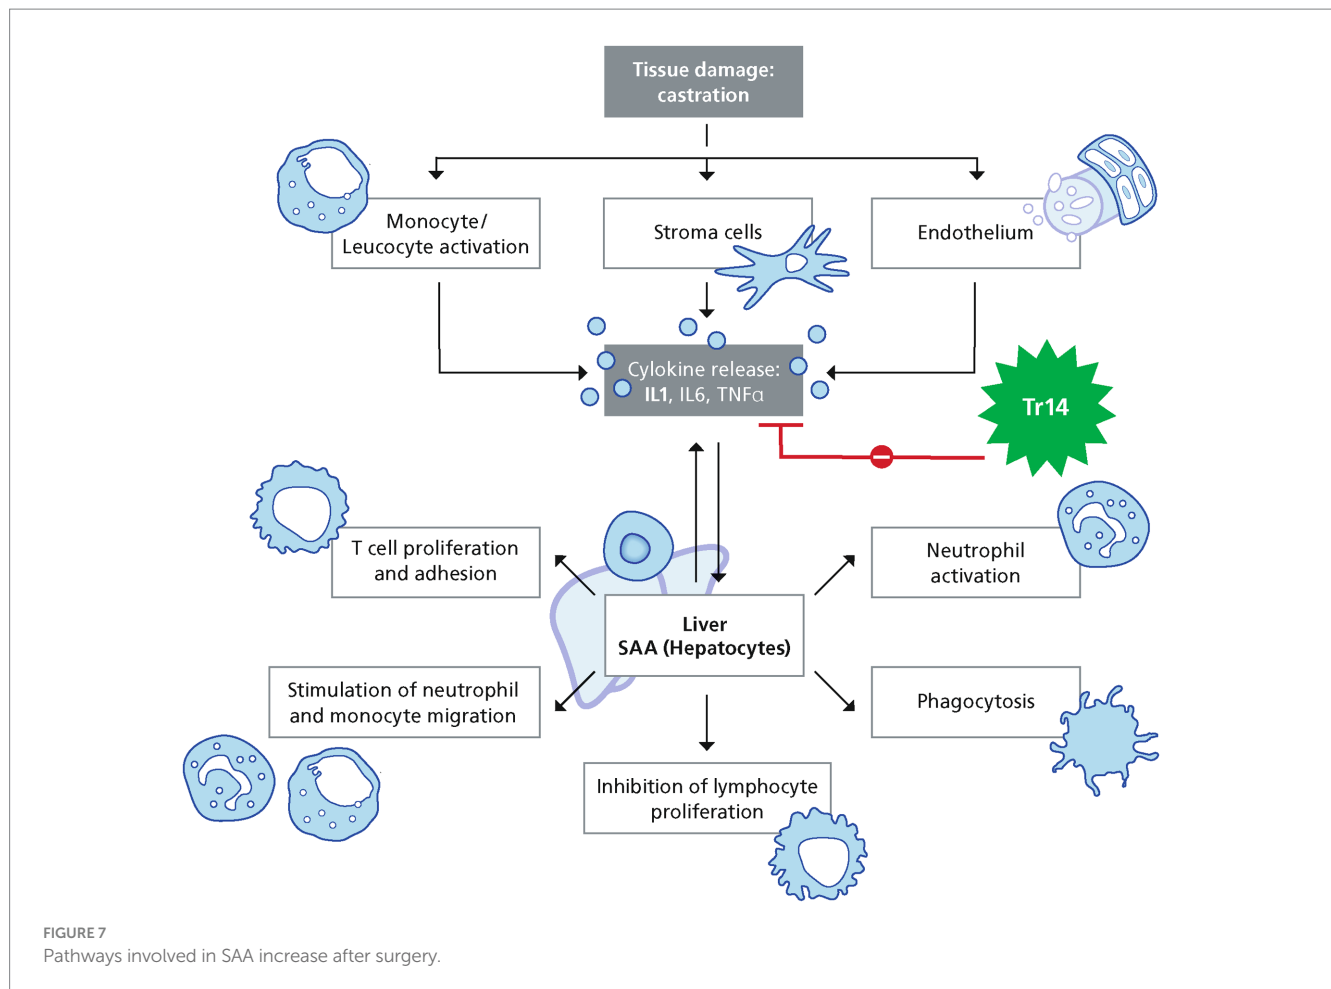 Tissue damage:
castration
Monocyte/
Leucocyte activation
Stroma cells
Endothelium
Cylokine release:
IL1, IL6, TNFα
Tr14
T cell proliferation
and adhesion
Neutrophil
activation
Liver
SAA (Hepatocytes)
Stimulation of neutrophil
and monocyte migration
Phagocytosis
Inhibition of lymphocyte
proliferation
FIGURE 7
Pathways involved in SAA increase after surgery.